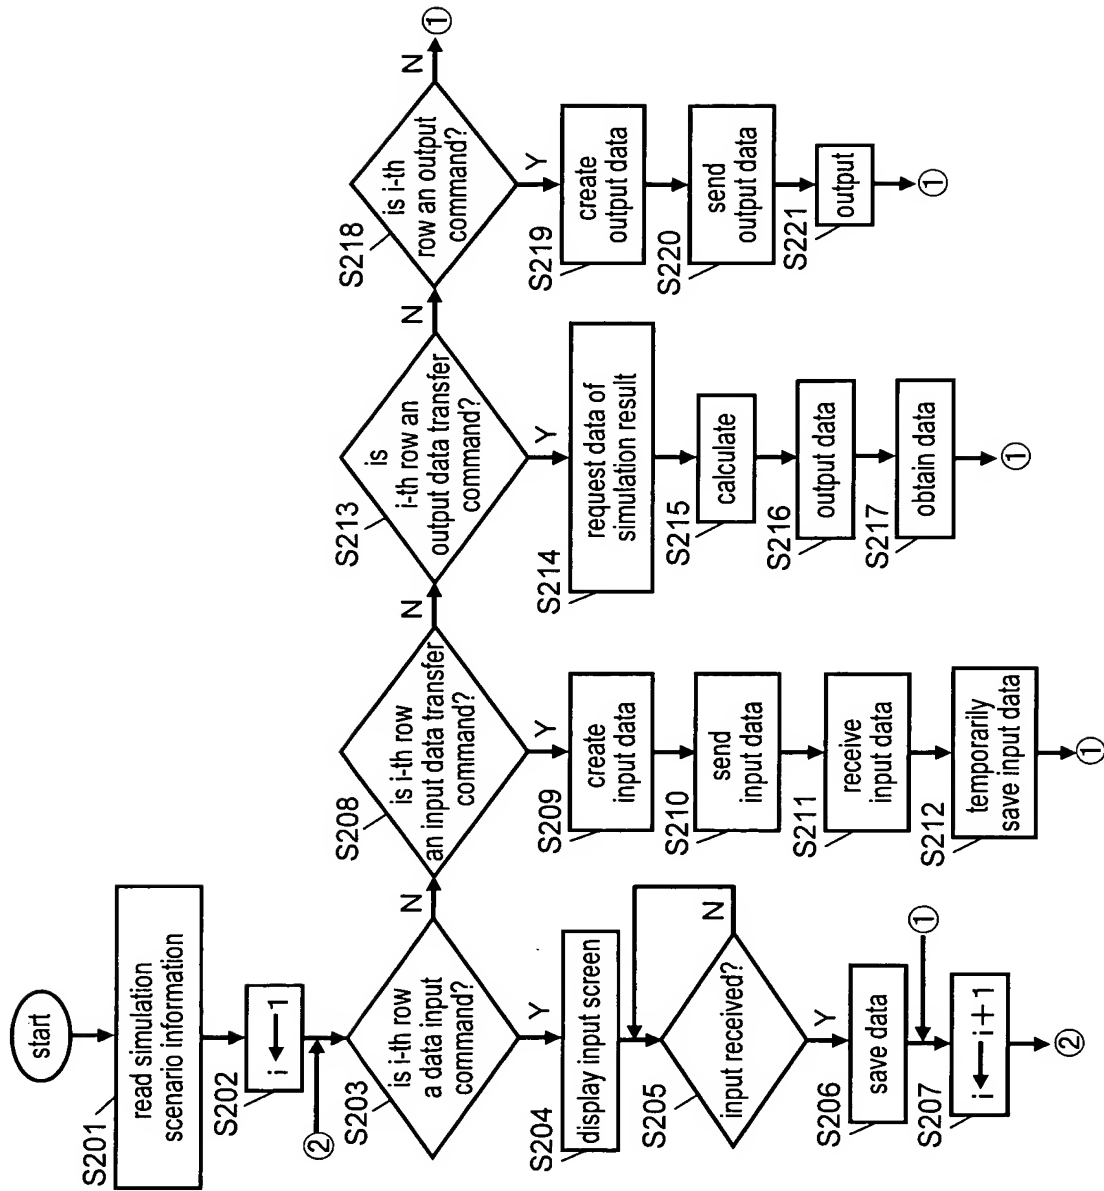 start
S201
read simulation
scenario information
S202
i ← 1
②
S203
is i-th row
a data input
command?
N
Y
S204
display input screen
S205
input received?
N
Y
S206
save data
①
S207
i ← i + 1
②
S208
is i-th row
an input data transfer
command?
N
Y
S209
create
input data
S210
send
input data
S211
receive
input data
S212
temporarily
save input data
①
S213
is
i-th row an
output data transfer
command?
N
Y
S214
request data of
simulation result
S215
calculate
S216
output data
S217
obtain data
①
S218
is i-th
row an output
command?
N
①
Y
S219
create
output data
S220
send
output data
S221
output
①